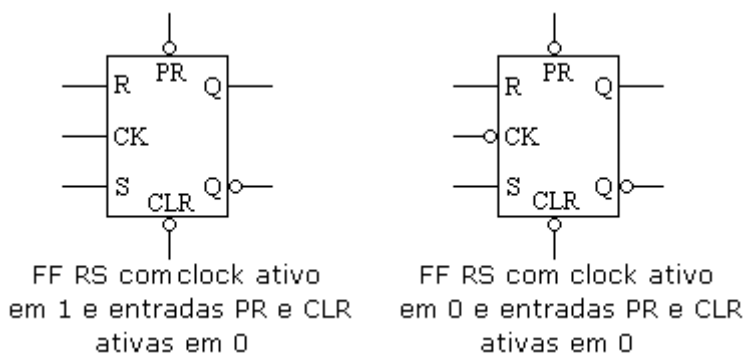 PR
R Q
CK
S Q
CLR
FF RS com clock ativo
em 1 e entradas PR e CLR
ativas em 0
PR
R Q
CK
S Q
CLR
FF RS com clock ativo
em 0 e entradas PR e CLR
ativas em 0